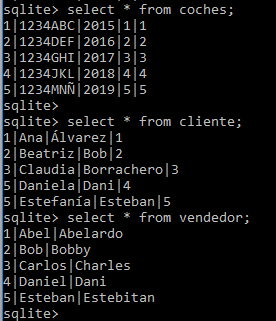 sqlite> select * from coches;
1|1234ABC|2015|1|1
2|1234DEF|2016|2|2
3|1234GHI|2017|3|3
4|1234JKL|2018|4|4
5|1234MNÑ|2019|5|5
sqlite>
sqlite> select * from cliente;
1|Ana|Álvarez|1
2|Beatriz|Bob|2
3|Claudia|Borrachero|3
4|Daniela|Dani|4
5|Estefanía|Esteban|5
sqlite> select * from vendedor;
1|Abel|Abelardo
2|Bob|Bobby
3|Carlos|Charles
4|Daniel|Dani
5|Esteban|Estebitan
sqlite>